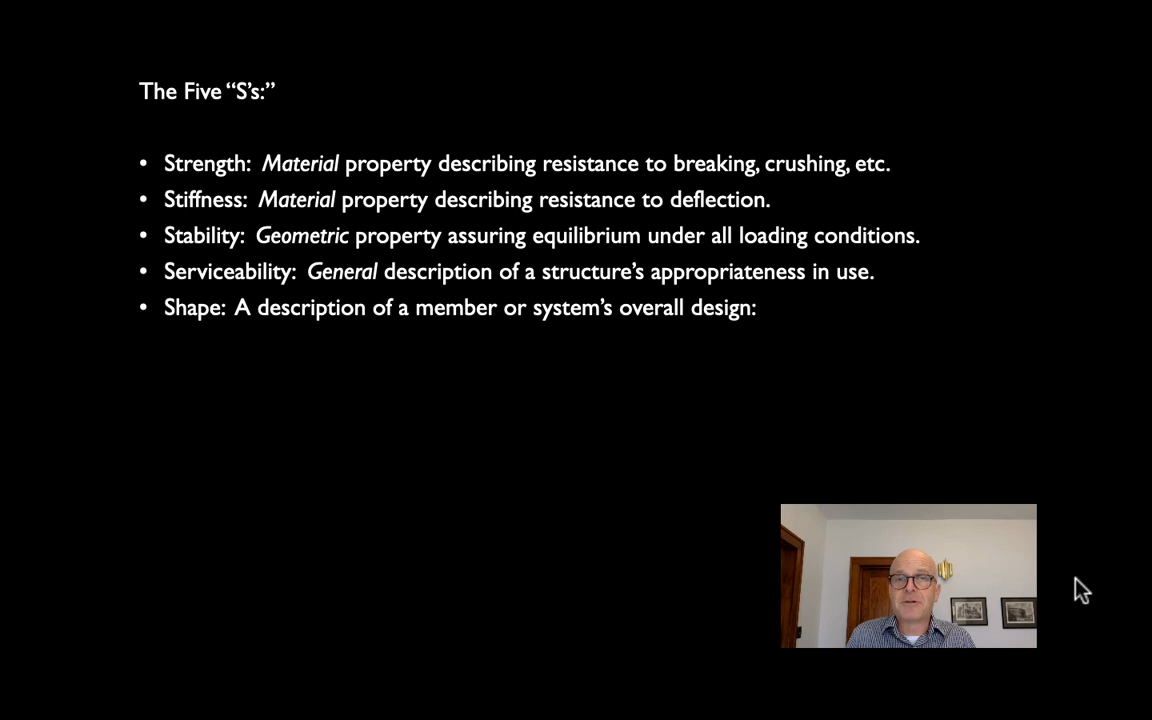 The Five “S’s:”
• Strength: Material property describing resistance to breaking, crushing, etc.
• Stiffness: Material property describing resistance to deflection.
• Stability: Geometric property assuring equilibrium under all loading conditions.
• Serviceability: General description of a structure’s appropriateness in use.
• Shape: A description of a member or system’s overall design: